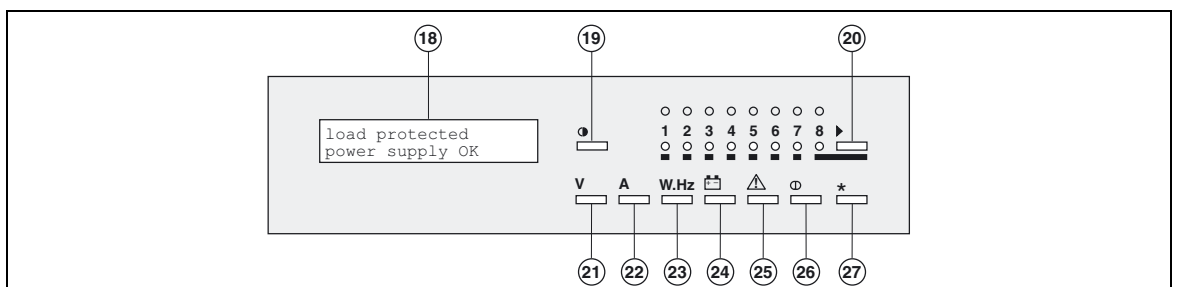 18 19 20
load protected
power supply OK
1 2 3 4 5 6 7 8
V A W.Hz + - *
21 22 23 24 25 26 27